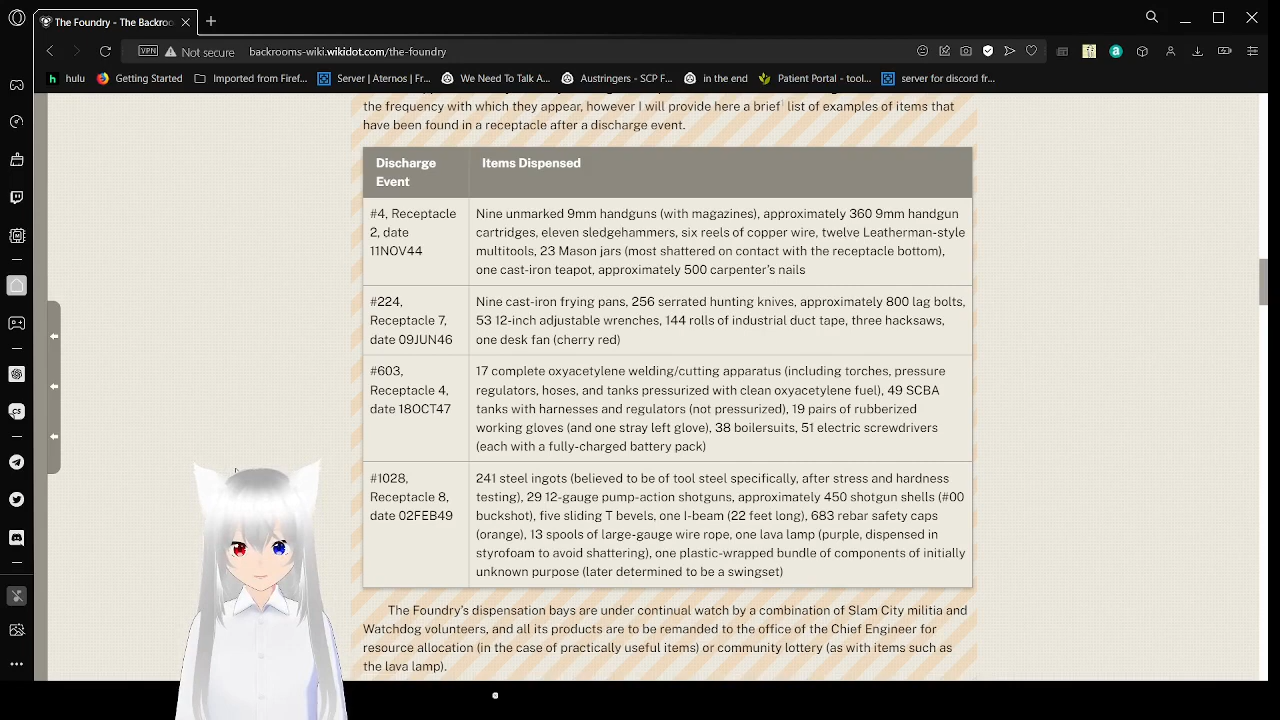 The Foundry - The Backroo
VPN
Not secure
backrooms-wiki.wikidot.com/the-foundry
hulu
Getting Started
Imported from Firef...
Server | Aternos | Fr...
We Need To Talk A...
Austringers - SCP F...
in the end
Patient Portal - tool...
server for discord fr...
the frequency with which they appear, however I will provide here a brief list of examples of items that
have been found in a receptacle after a discharge event.
Discharge
Event
Items Dispensed
#4, Receptacle
2, date
11NOV44
Nine unmarked 9mm handguns (with magazines), approximately 360 9mm handgun
cartridges, eleven sledgehammers, six reels of copper wire, twelve Leatherman-style
multitools, 23 Mason jars (most shattered on contact with the receptacle bottom),
one cast-iron teapot, approximately 500 carpenter's nails
#224,
Receptacle 7,
date 09JUN46
Nine cast-iron frying pans, 256 serrated hunting knives, approximately 800 lag bolts,
53 12-inch adjustable wrenches, 144 rolls of industrial duct tape, three hacksaws,
one desk fan (cherry red)
#603,
Receptacle 4,
date 18OCT47
17 complete oxyacetylene welding/cutting apparatus (including torches, pressure
regulators, hoses, and tanks pressurized with clean oxyacetylene fuel), 49 SCBA
tanks with harnesses and regulators (not pressurized), 19 pairs of rubberized
working gloves (and one stray left glove), 38 boilersuits, 51 electric screwdrivers
(each with a fully-charged battery pack)
#1028,
Receptacle 8,
date 02FEB49
241 steel ingots (believed to be of tool steel specifically, after stress and hardness
testing), 29 12-gauge pump-action shotguns, approximately 450 shotgun shells (#00
buckshot), five sliding T bevels, one I-beam (22 feet long), 683 rebar safety caps
(orange), 13 spools of large-gauge wire rope, one lava lamp (purple, dispensed in
styrofoam to avoid shattering), one plastic-wrapped bundle of components of initially
unknown purpose (later determined to be a swingset)
The Foundry's dispensation bays are under continual watch by a combination of Slam City militia and
Watchdog volunteers, and all its products are to be remanded to the office of the Chief Engineer for
resource allocation (in the case of practically useful items) or community lottery (as with items such as
the lava lamp).